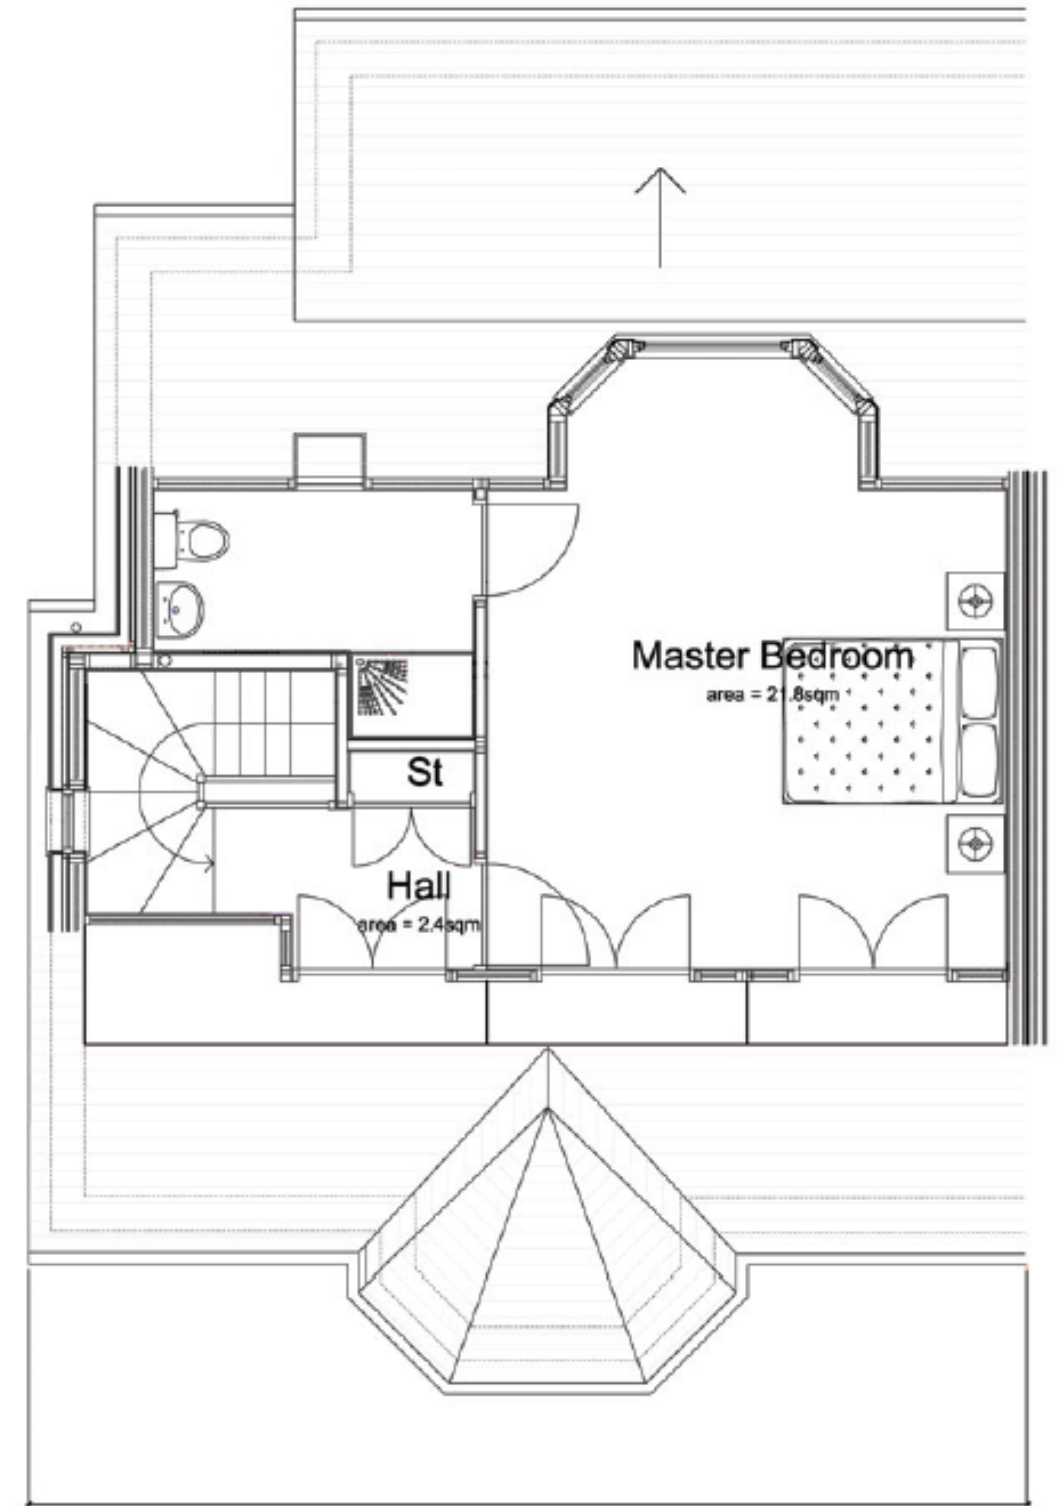 Master Bedroom
area = 21.8sqm
St
Hall
area = 2.4sqm